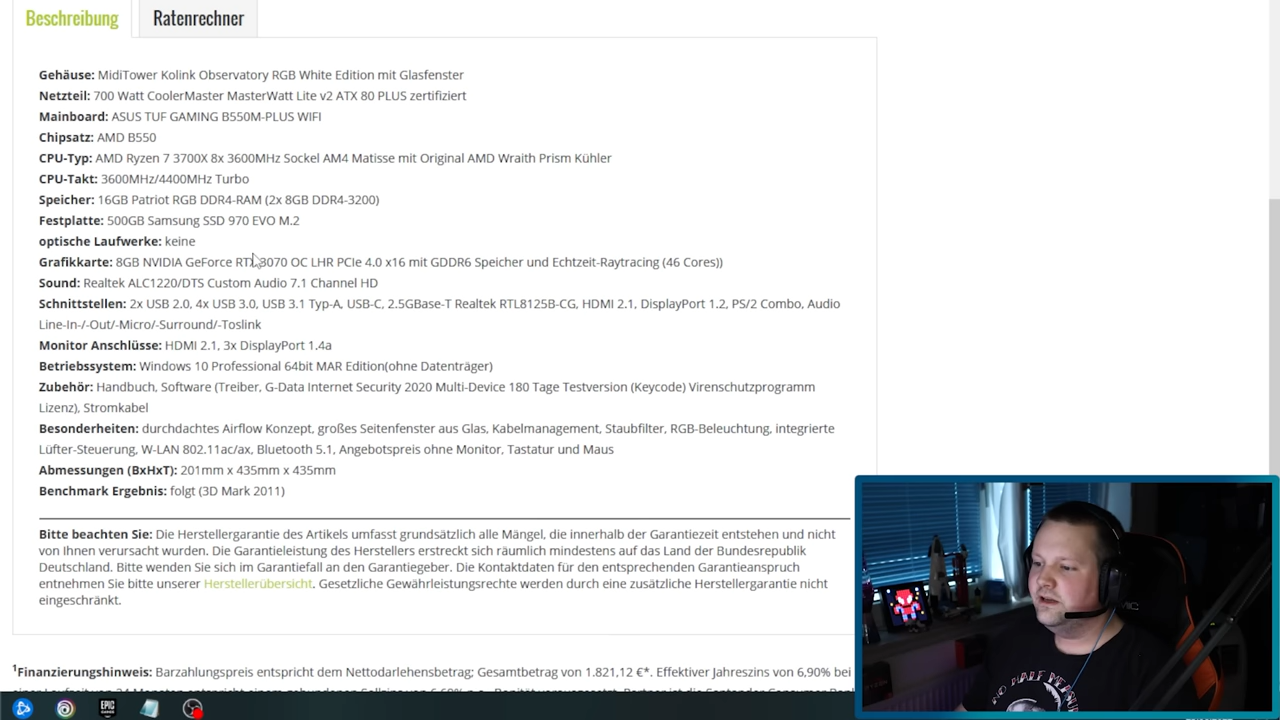 Beschreibung
Ratenrechner
Gehäuse: MidiTower Kolink Observatory RGB White Edition mit Glasfenster
Netzteil: 700 Watt CoolerMaster MasterWatt Lite v2 ATX 80 PLUS zertifiziert
Mainboard: ASUS TUF GAMING B550M-PLUS WIFI
Chipsatz: AMD B550
CPU-Typ: AMD Ryzen 7 3700X 8x 3600MHz Sockel AM4 Matisse mit Original AMD Wraith Prism Kühler
CPU-Takt: 3600MHz/4400MHz Turbo
Speicher: 16GB Patriot RGB DDR4-RAM (2x 8GB DDR4-3200)
Festplatte: 500GB Samsung SSD 970 EVO M.2
optische Laufwerke: keine
Grafikkarte: 8GB NVIDIA GeForce RTX 3070 OC LHR PCIe 4.0 x16 mit GDDR6 Speicher und Echtzeit-Raytracing (46 Cores))
Sound: Realtek ALC1220/DTS Custom Audio 7.1 Channel HD
Schnittstellen: 2x USB 2.0, 4x USB 3.0, USB 3.1 Typ-A, USB-C, 2.5GBase-T Realtek RTL8125B-CG, HDMI 2.1, DisplayPort 1.2, PS/2 Combo, Audio
Line-In-/-Out/-Micro/-Surround/-Toslink
Monitor Anschlüsse: HDMI 2.1, 3x DisplayPort 1.4a
Betriebssystem: Windows 10 Professional 64bit MAR Edition(ohne Datenträger)
Zubehör: Handbuch, Software (Treiber, G-Data Internet Security 2020 Multi-Device 180 Tage Testversion (Keycode) Virenschutzprogramm
Lizenz), Stromkabel
Besonderheiten: durchdachtes Airflow Konzept, großes Seitenfenster aus Glas, Kabelmanagement, Staubfilter, RGB-Beleuchtung, integrierte
Lüfter-Steuerung, W-LAN 802.11ac/ax, Bluetooth 5.1, Angebotspreis ohne Monitor, Tastatur und Maus
Abmessungen (BxHxT): 201mm x 435mm x 435mm
Benchmark Ergebnis: folgt (3D Mark 2011)
Bitte beachten Sie: Die Herstellergarantie des Artikels umfasst grundsätzlich alle Mängel, die innerhalb der Garantiezeit entstehen und nicht
von Ihnen verursacht wurden. Die Garantieleistung des Herstellers erstreckt sich räumlich mindestens auf das Land der Bundesrepublik
Deutschland. Bitte wenden Sie sich im Garantiefall an den Garantiegeber. Die Kontaktdaten für den entsprechenden Garantieanspruch
entnehmen Sie bitte unserer Herstellerübersicht. Gesetzliche Gewährleistungsrechte werden durch eine zusätzliche Herstellergarantie nicht
eingeschränkt.
1Finanzierungshinweis: Barzahlungspreis entspricht dem Nettodarlehensbetrag; Gesamtbetrag von 1.821,12 €*. Effektiver Jahreszins von 6,90% bei
EPIC
GAMES
NO HALF MEASURES